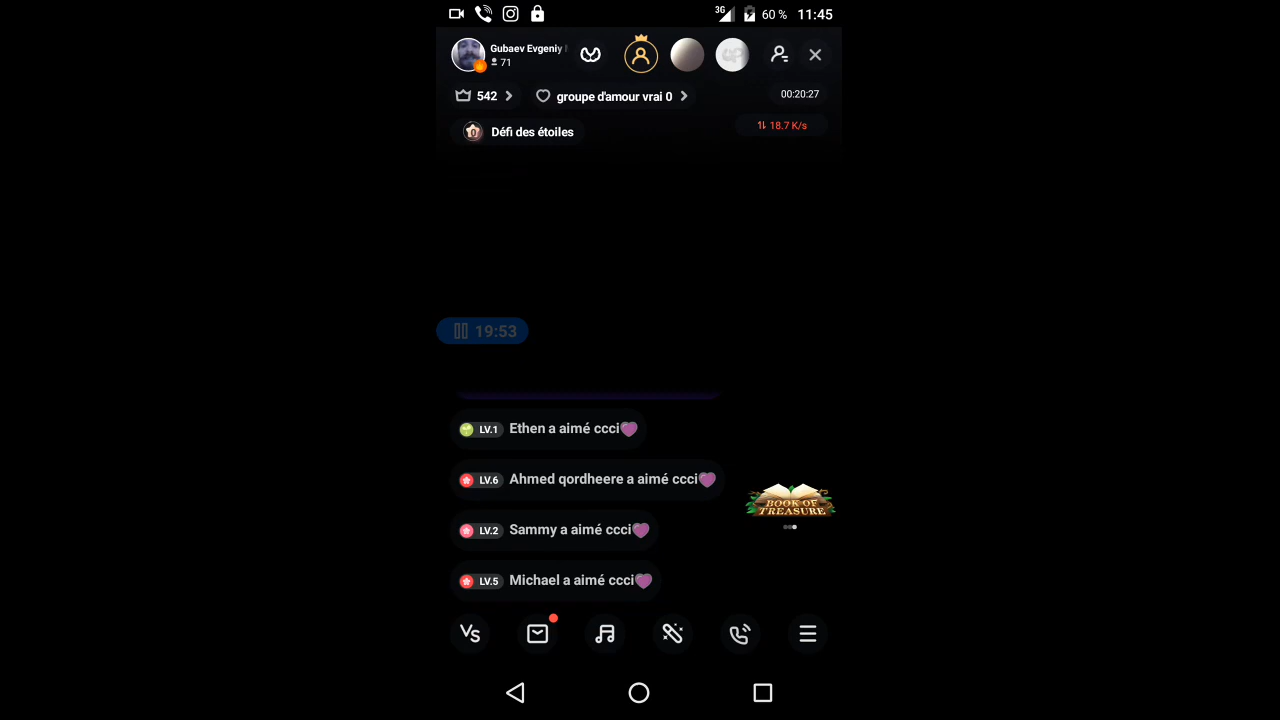 3G 60 % 11:45
Gubaev Evgeniy
71
542
groupe d'amour vrai 0
00:20:27
0 Défi des étoiles
18.7 K/s
19:53
LV.1 Ethen a aimé ccci💜
LV.6 Ahmed qordheere a aimé ccci💜
BOOK OF
TREASURE
LV.2 Sammy a aimé ccci💜
LV.5 Michael a aimé ccci💜
VS